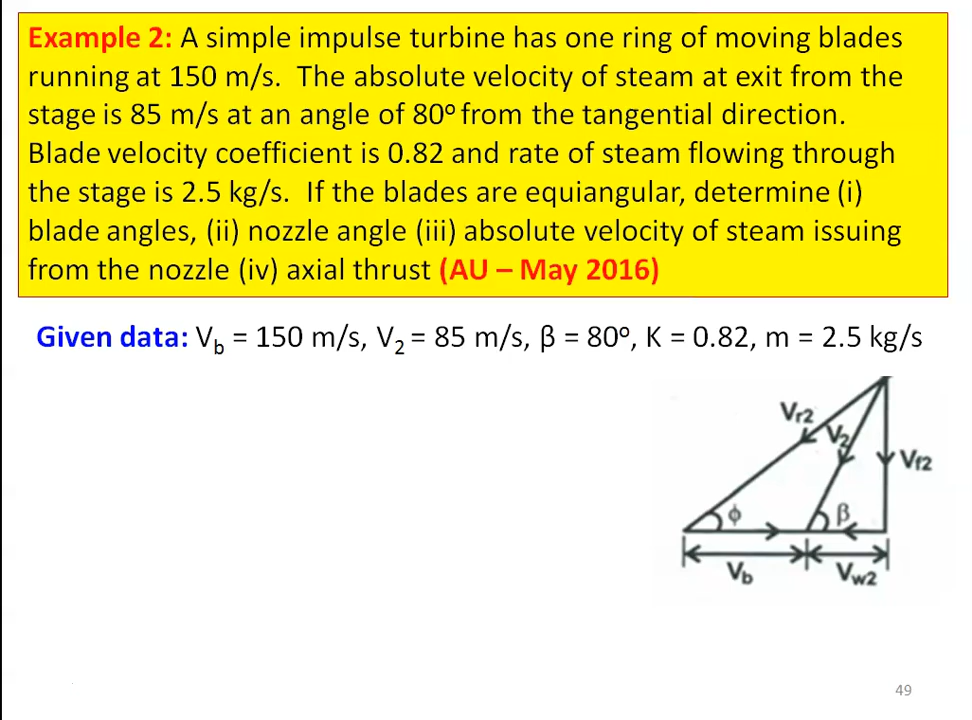 Example 2: A simple impulse turbine has one ring of moving blades
running at 150 m/s. The absolute velocity of steam at exit from the
stage is 85 m/s at an angle of 80º from the tangential direction.
Blade velocity coefficient is 0.82 and rate of steam flowing through
the stage is 2.5 kg/s. If the blades are equiangular, determine (i)
blade angles, (ii) nozzle angle (iii) absolute velocity of steam issuing
from the nozzle (iv) axial thrust (AU – May 2016)
Given data: Vb = 150 m/s, V2 = 85 m/s, β = 80º, K = 0.82, m = 2.5 kg/s
Vr2
V2
Vf2
ϕ
β
Vb
Vw2
49